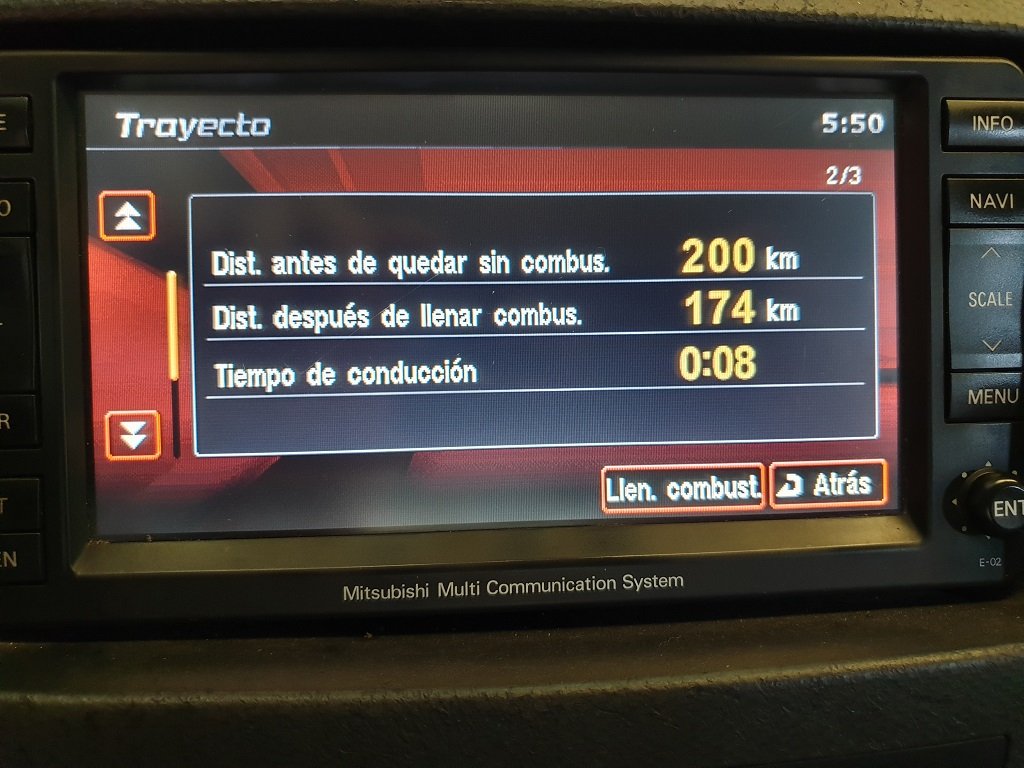 Trayecto 5:50
2/3
Dist. antes de quedar sin combus. 200 km
Dist. después de llenar combus. 174 km
Tiempo de conducción 0:08
Llen. combust. Atrás
Mitsubishi Multi Communication System
INFO
NAVI
SCALE
MENU
ENT
E-02